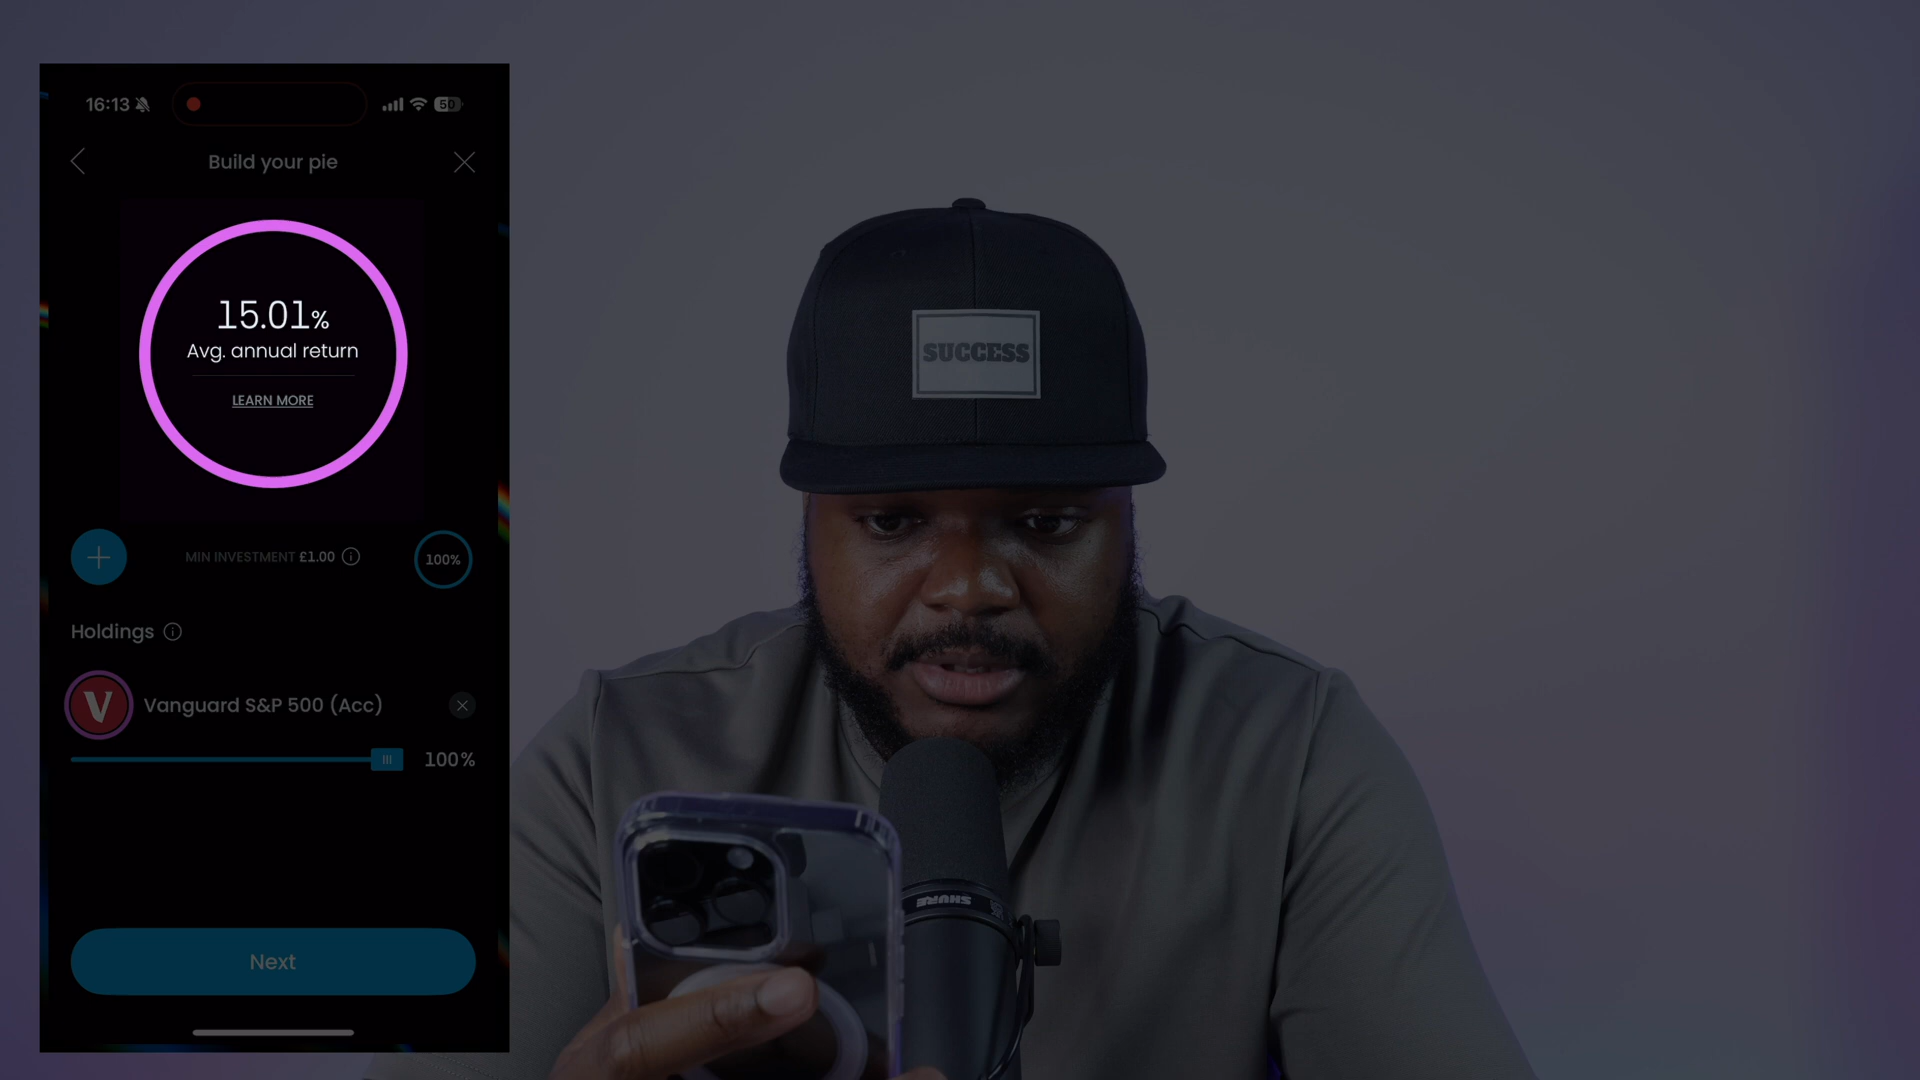 16:13
50
Build your pie
15.01%
Avg. annual return
LEARN MORE
MIN INVESTMENT £1.00
100%
Holdings
V
Vanguard S&P 500 (Acc)
100%
Next
SUCCESS
SHURE